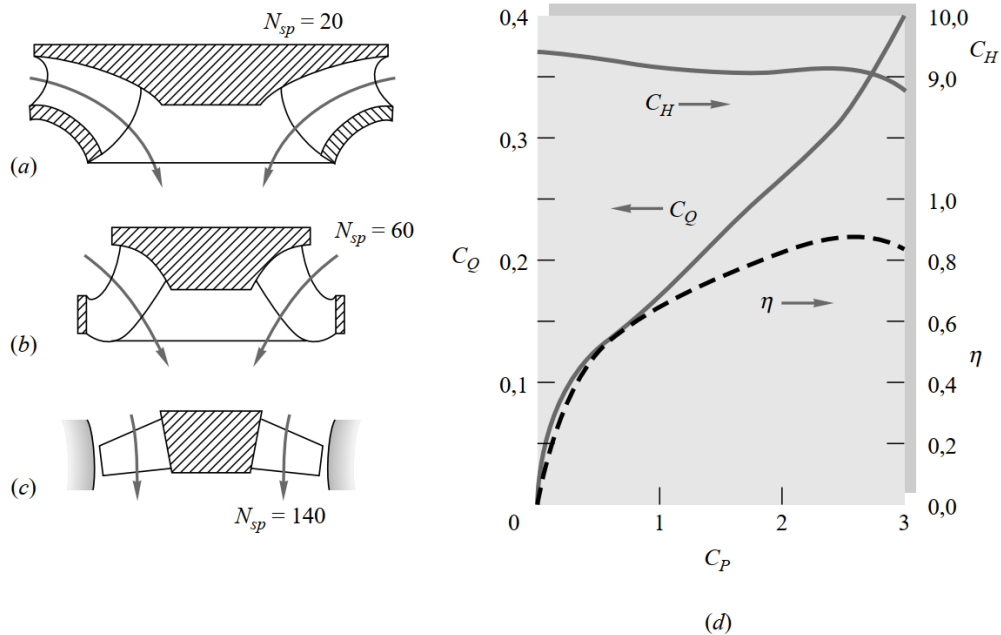 N_sp = 20
(a)
N_sp = 60
(b)
(c)
N_sp = 140
0,4
0,3
C_Q
0,2
0,1
0
1
2
3
C_P
10,0
C_H
9,0
1,0
0,8
0,6
η
0,4
0,2
0,0
C_H
C_Q
η
(d)